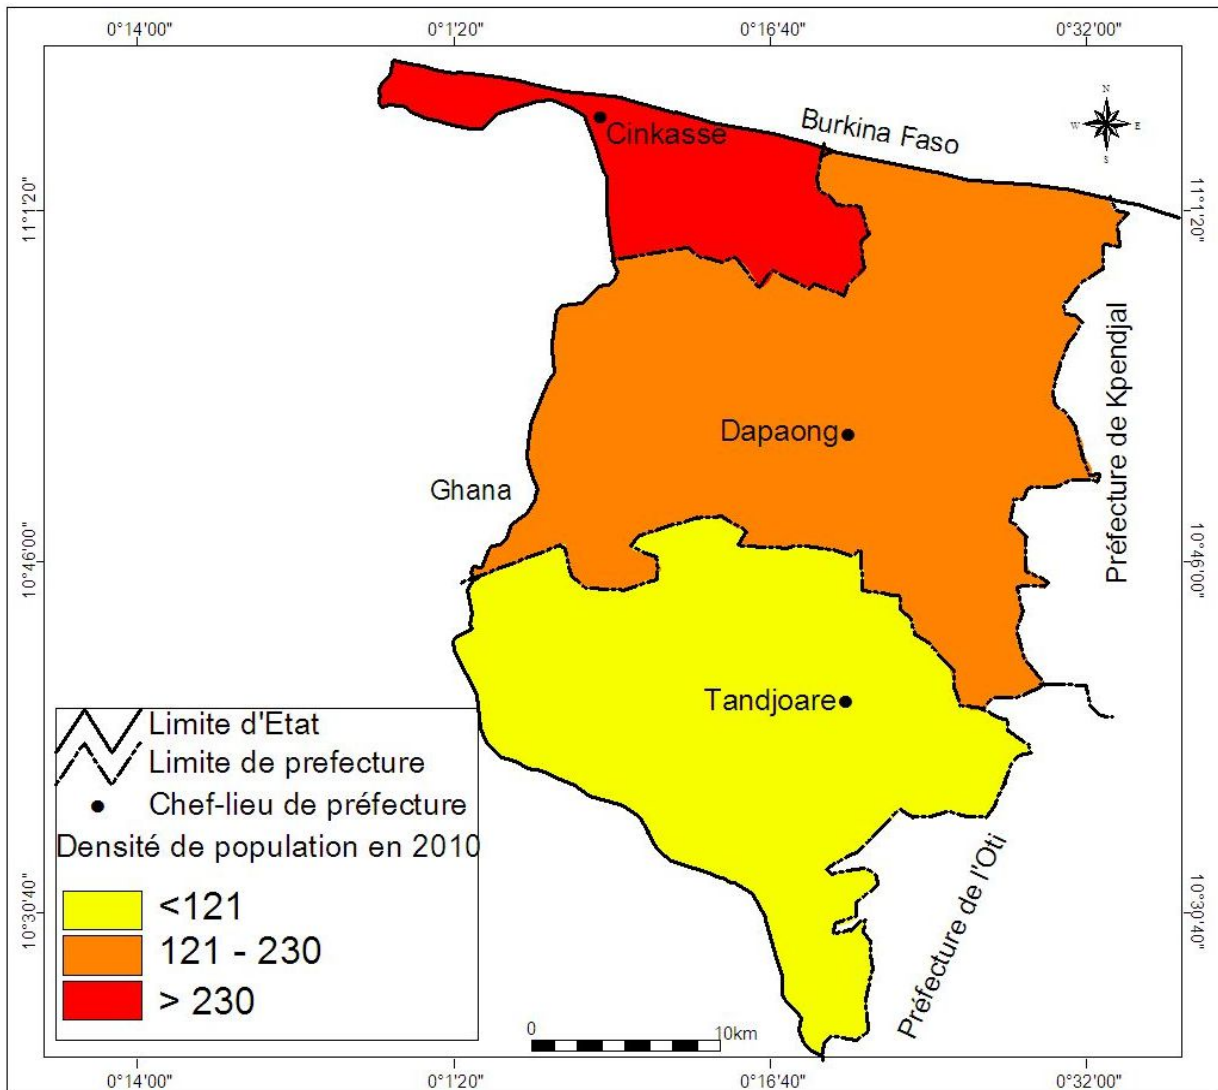 0°14'00" 0°1'20" 0°16'40" 0°32'00"
N
W E
S
Burkina Faso
Cinkasse
11°1'20" 11°1'20"
Préfecture de Kpendjal
Dapaong
Ghana
10°46'00" 10°46'00"
Tandjoare
Limite d'Etat
Limite de prefecture
Chef-lieu de préfecture
Densité de population en 2010
<121
121 - 230
> 230
10°30'40" 10°30'40"
Préfecture de l'Oti
0 10km
0°14'00" 0°1'20" 0°16'40" 0°32'00"